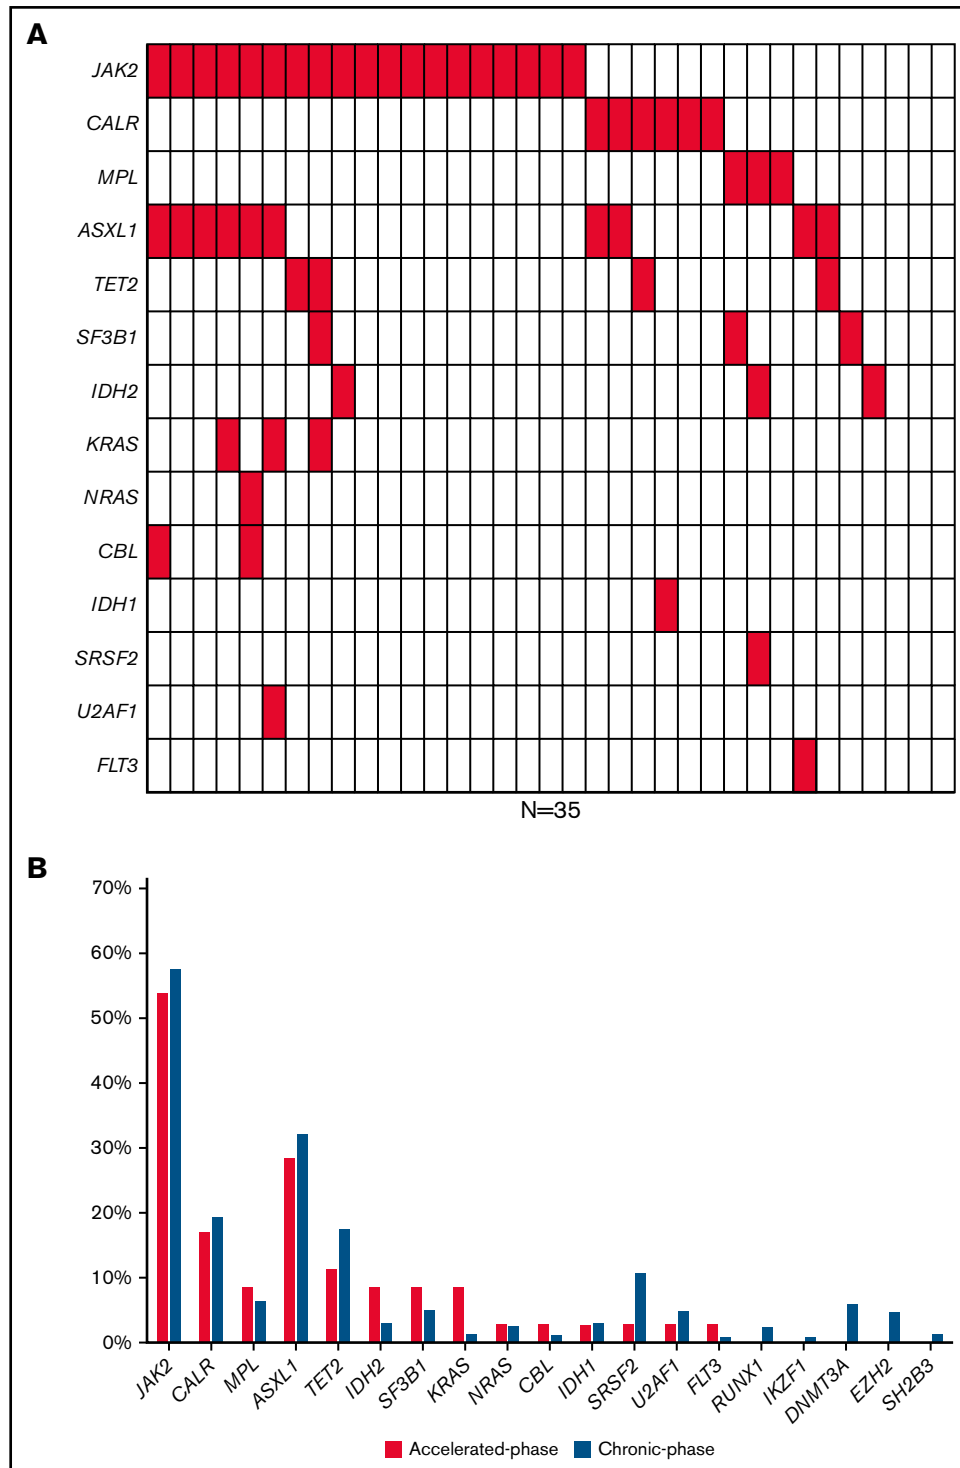 A
JAK2
CALR
MPL
ASXL1
TET2
SF3B1
IDH2
KRAS
NRAS
CBL
IDH1
SRSF2
U2AF1
FLT3
N=35
B
70%
60%
50%
40%
30%
20%
10%
0%
JAK2 CALR MPL ASXL1 TET2 IDH2 SF3B1 KRAS NRAS CBL IDH1 SRSF2 U2AF1 FLT3 RUNX1 IKZF1 DNMT3A EZH2 SH2B3
Accelerated-phase Chronic-phase